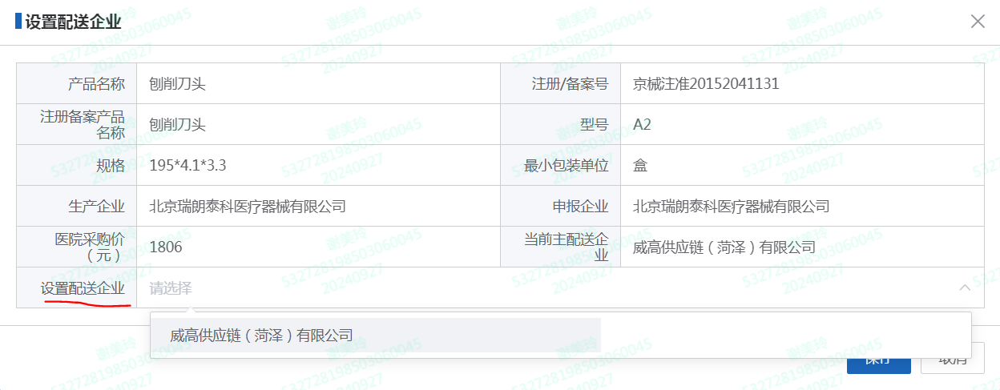 设置配送企业
产品名称 刨削刀头 注册/备案号 京械注准20152041131
注册备案产品
名称 刨削刀头 型号 A2
规格 195*4.1*3.3 最小包装单位 盒
生产企业 北京瑞朗泰科医疗器械有限公司 申报企业 北京瑞朗泰科医疗器械有限公司
医院采购价
（元） 1806 当前主配送企
业 威高供应链（菏泽）有限公司
设置配送企业 请选择
威高供应链（菏泽）有限公司
保存 取消
谢美玲
532728198503060045
20240927